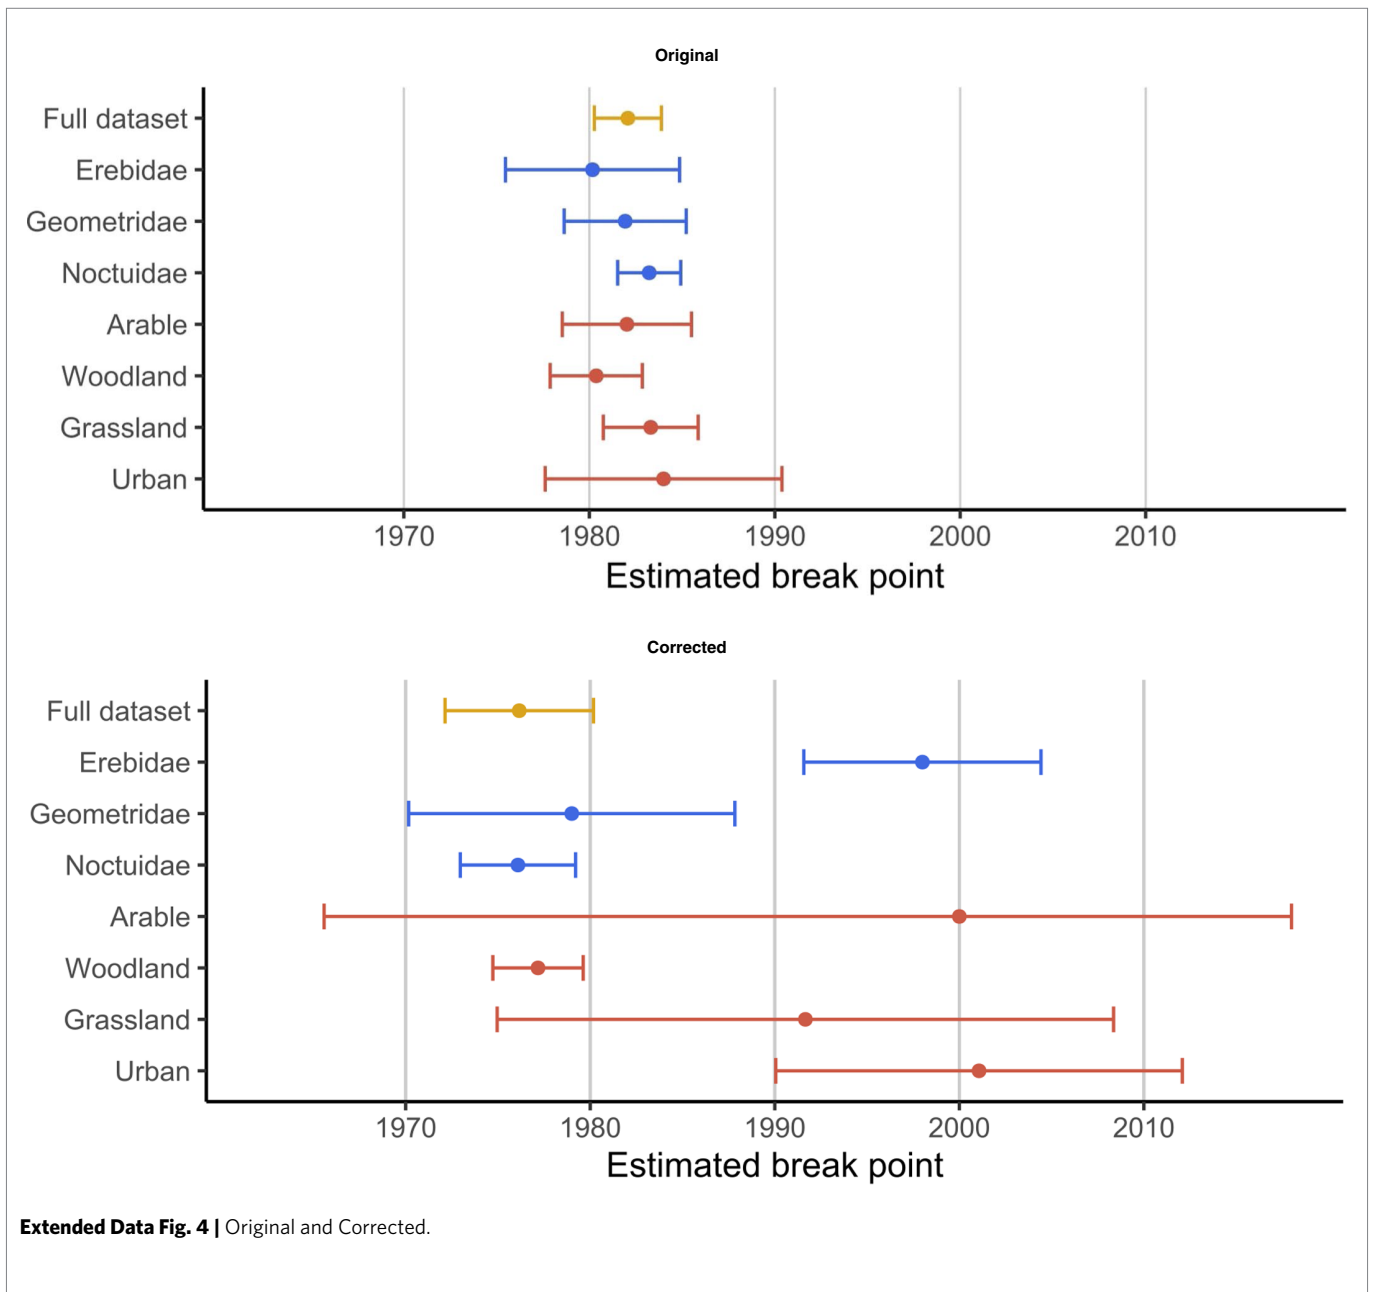 Original
Full dataset
Erebidae
Geometridae
Noctuidae
Arable
Woodland
Grassland
Urban
1970 1980 1990 2000 2010
Estimated break point
Corrected
Full dataset
Erebidae
Geometridae
Noctuidae
Arable
Woodland
Grassland
Urban
1970 1980 1990 2000 2010
Estimated break point
Extended Data Fig. 4 | Original and Corrected.